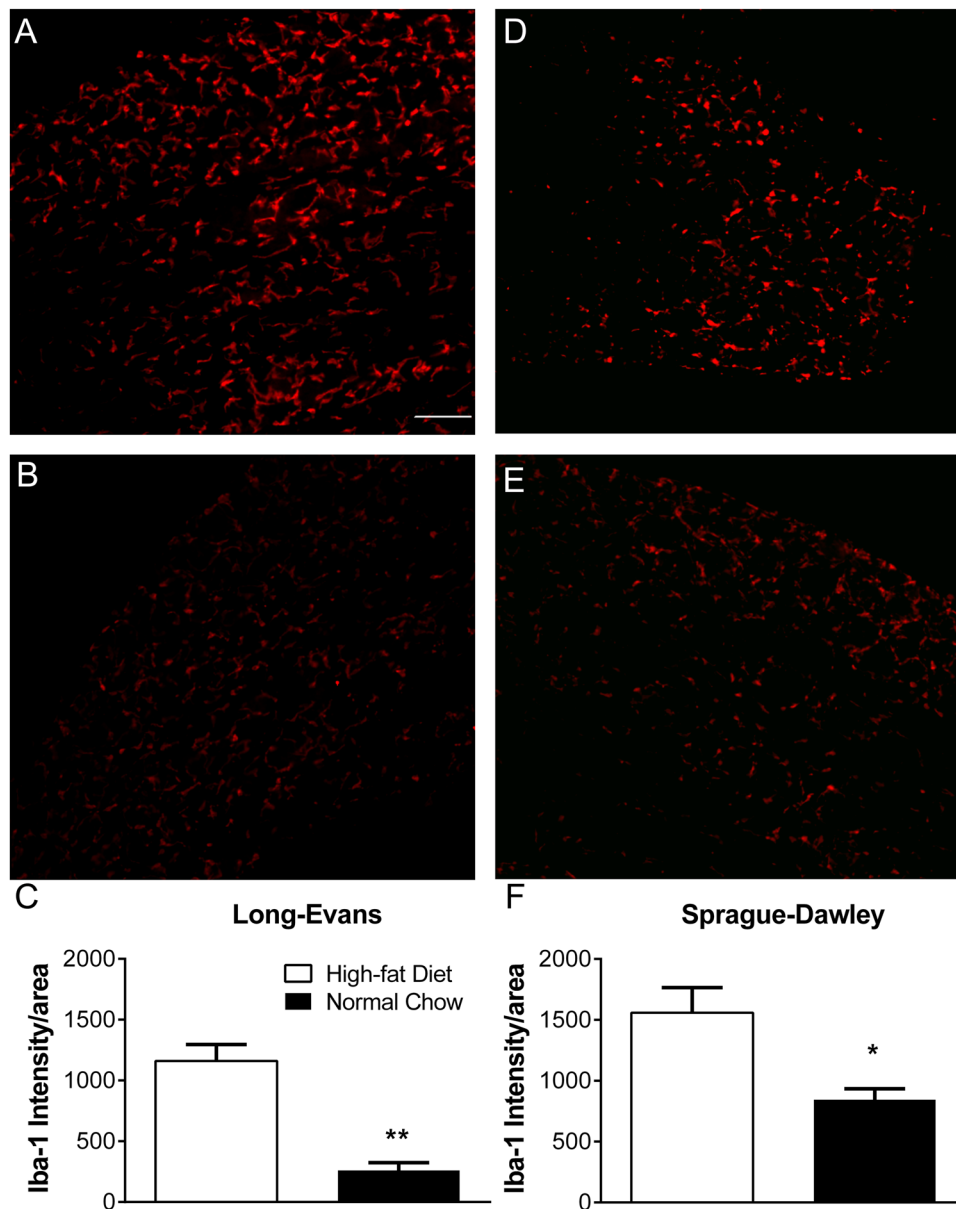 A
D
B
E
C
Long-Evans
Iba-1 Intensity/area
2000
1500
1000
500
0
High-fat Diet
Normal Chow
**
F
Sprague-Dawley
Iba-1 Intensity/area
2000
1500
1000
500
0
*